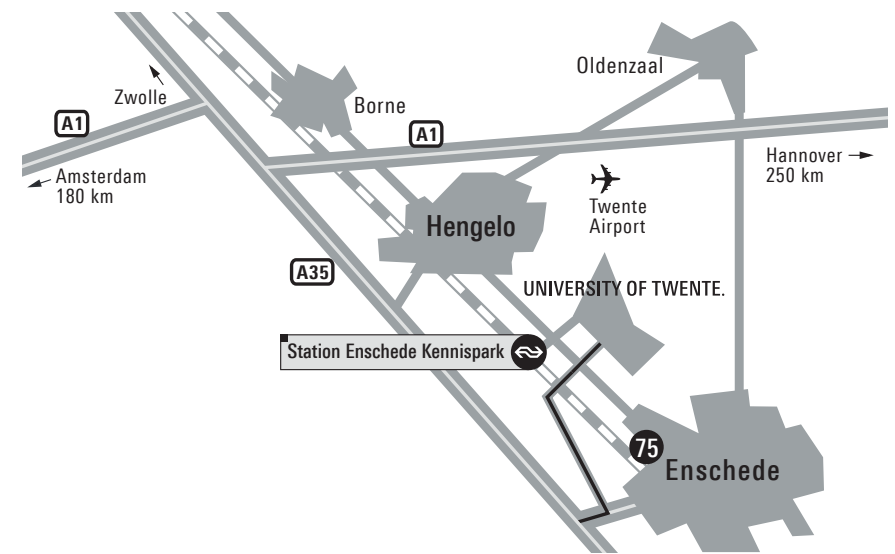 Oldenzaal
Zwolle
Borne
A1
A1
Amsterdam
180 km
Hannover
250 km
Twente
Airport
Hengelo
A35
UNIVERSITY OF TWENTE.
Station Enschede Kennispark
75
Enschede